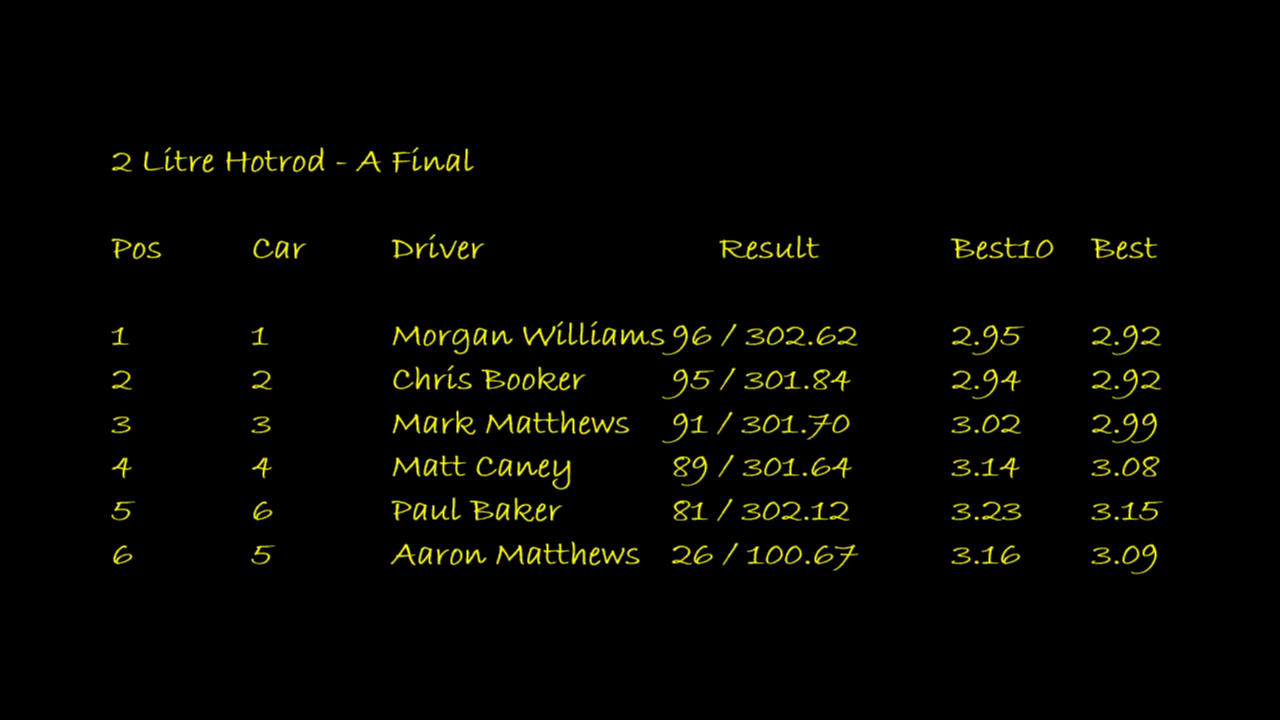 2 Litre Hotrod - A Final
Pos Car Driver Result Best10 Best
1 1 Morgan Williams 96 / 302.62 2.95 2.92
2 2 Chris Booker 95 / 301.84 2.94 2.92
3 3 Mark Matthews 91 / 301.70 3.02 2.99
4 4 Matt Caney 89 / 301.64 3.14 3.08
5 6 Paul Baker 81 / 302.12 3.23 3.15
6 5 Aaron Matthews 26 / 100.67 3.16 3.09